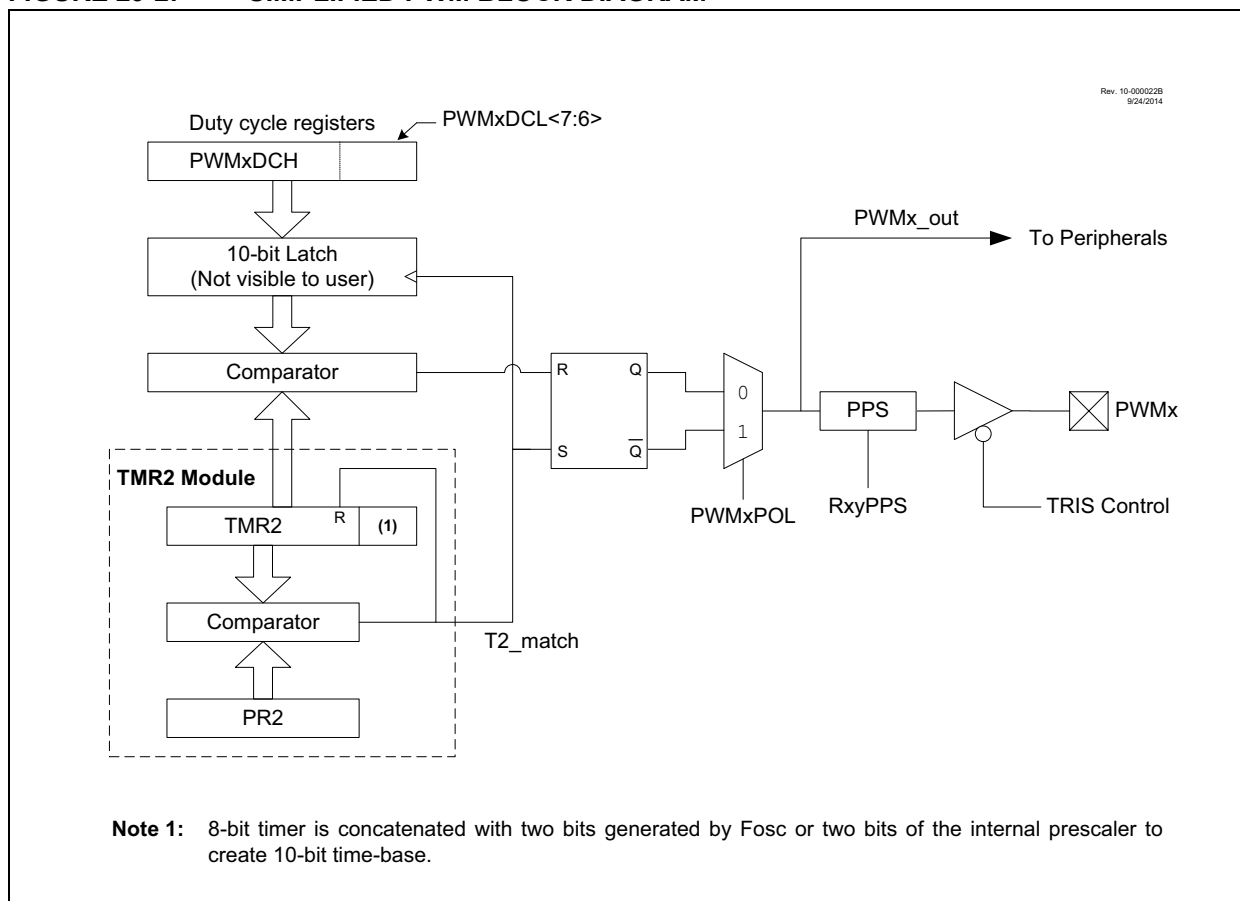 Rev. 10-000022B
9/24/2014
Duty cycle registers
PWMxDCL<7:6>
PWMxDCH
10-bit Latch
(Not visible to user)
Comparator
TMR2 Module
TMR2
R
(1)
Comparator
T2_match
PR2
R
Q
S
Q̅
0
1
PWMxPOL
PWMx_out
To Peripherals
PPS
RxyPPS
PWMx
TRIS Control
Note 1: 8-bit timer is concatenated with two bits generated by Fosc or two bits of the internal prescaler to
create 10-bit time-base.